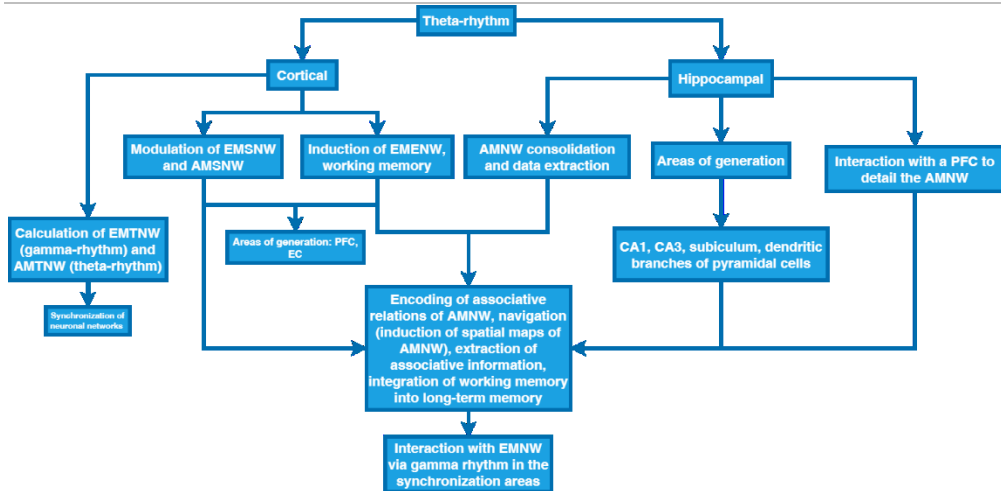 Theta-rhythm
Cortical
Hippocampal
Modulation of EMSNW
and AMSNW
Induction of EMENW,
working memory
AMNW consolidation
and data extraction
Areas of generation
Interaction with a PFC to
detail the AMNW
Calculation of EMTNW
(gamma-rhythm) and
AMTNW (theta-rhythm)
Areas of generation: PFC,
EC
CA1, CA3, subiculum, dendritic
branches of pyramidal cells
Synchronization of
neuronal networks
Encoding of associative
relations of AMNW, navigation
(induction of spatial maps of
AMNW), extraction of
associative information,
integration of working memory
into long-term memory
Interaction with EMNW
via gamma rhythm in the
synchronization areas